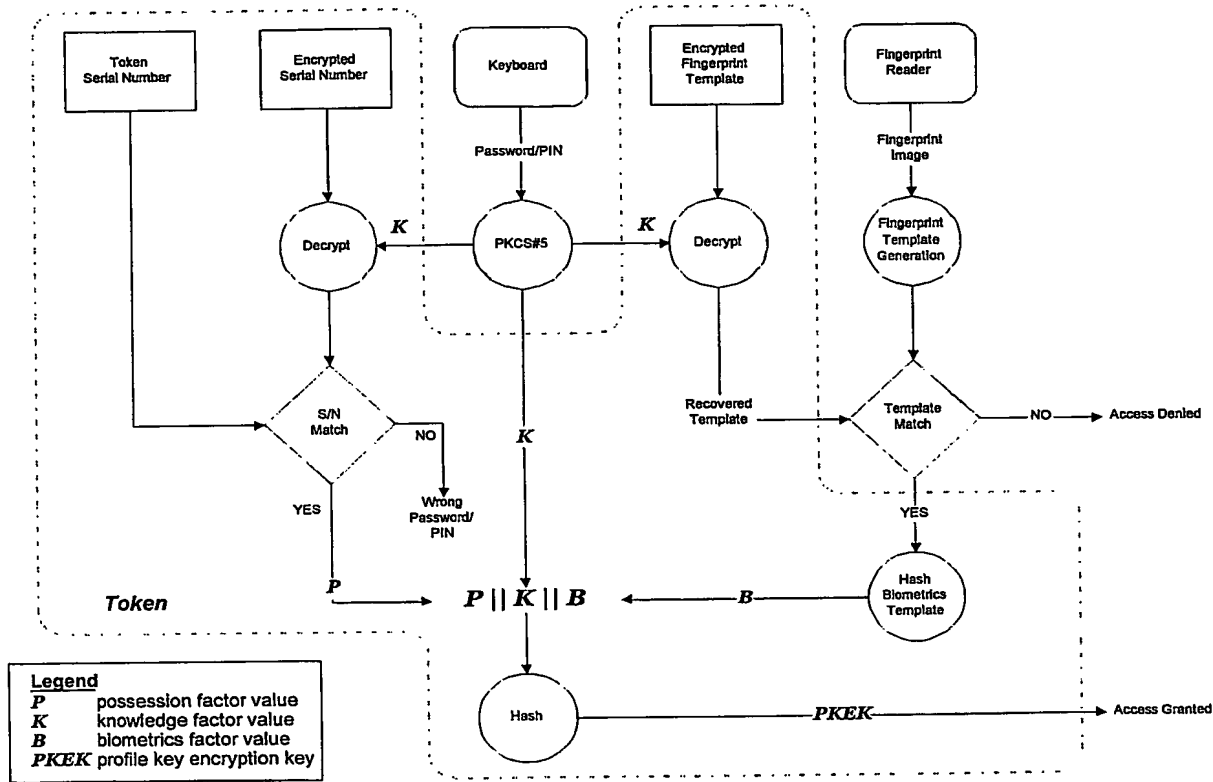 Token
Serial Number
Encrypted
Serial Number
Keyboard
Encrypted
Fingerprint
Template
Fingerprint
Reader
Password/PIN
Fingerprint
Image
Decrypt
K
PKCS#5
K
Decrypt
Fingerprint
Template
Generation
S/N
Match
NO
YES
Wrong
Password/
PIN
K
Recovered
Template
Template
Match
NO
Access Denied
YES
Token
P
P || K || B
B
Hash
Biometrics
Template
Hash
PKEK
Access Granted
Legend
P possession factor value
K knowledge factor value
B biometrics factor value
PKEK profile key encryption key